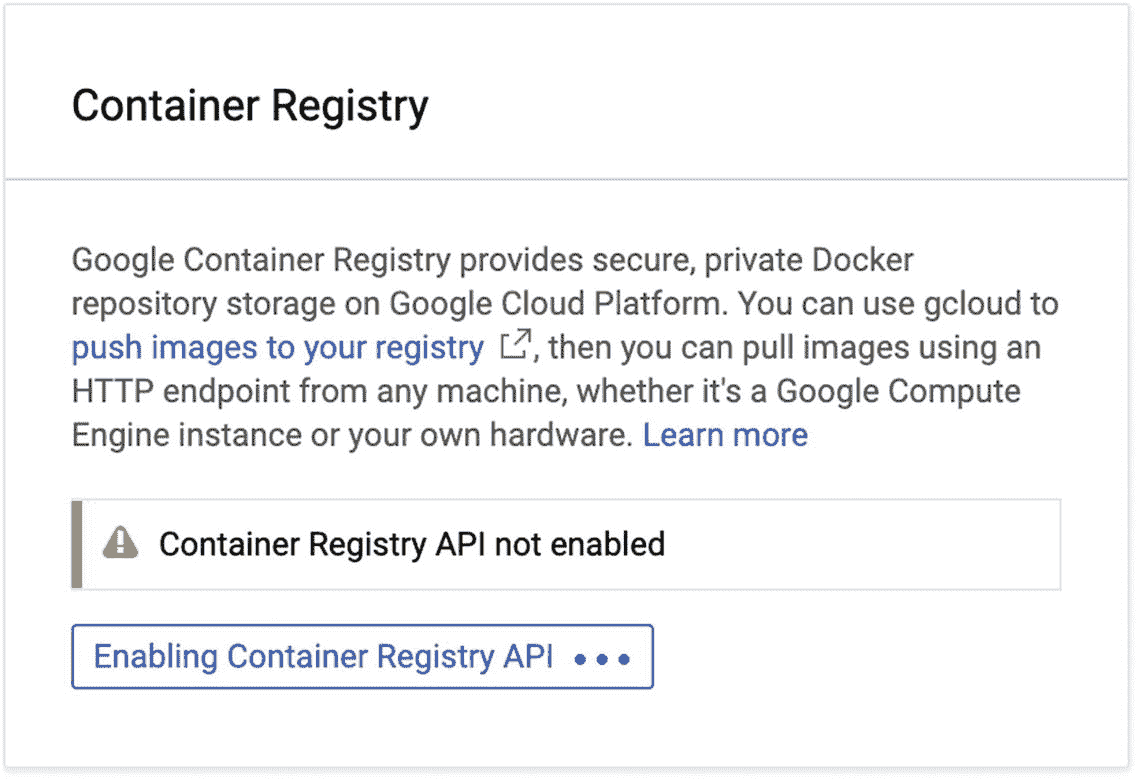 Container Registry
Google Container Registry provides secure, private Docker
repository storage on Google Cloud Platform. You can use gcloud to
push images to your registry , then you can pull images using an
HTTP endpoint from any machine, whether it's a Google Compute
Engine instance or your own hardware. Learn more
Container Registry API not enabled
Enabling Container Registry API